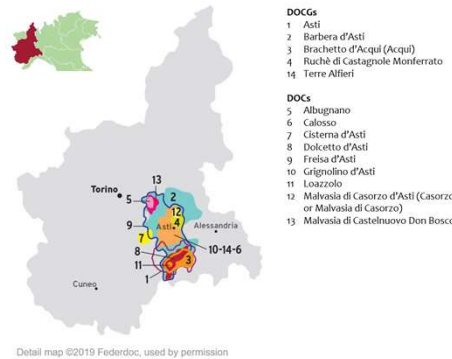 DOCGs
1 Asti
2 Barbera d'Asti
3 Brachetto d'Acqui (Acqui)
4 Ruchè di Castagnole Monferrato
14 Terre Alfieri
DOCs
5 Albugnano
6 Calosso
7 Cisterna d'Asti
8 Dolcetto d'Asti
9 Freisa d'Asti
10 Grignolino d'Asti
11 Loazzolo
12 Malvasia di Casorzo d'Asti (Casorzo
or Malvasia di Casorzo)
13 Malvasia di Castelnuovo Don Bosco
13
Torino
5
2
12
9
Asti
4
Alessandria
7
10-14-6
8
3
11
1
Cuneo
Detail map ©2019 Federdoc, used by permission